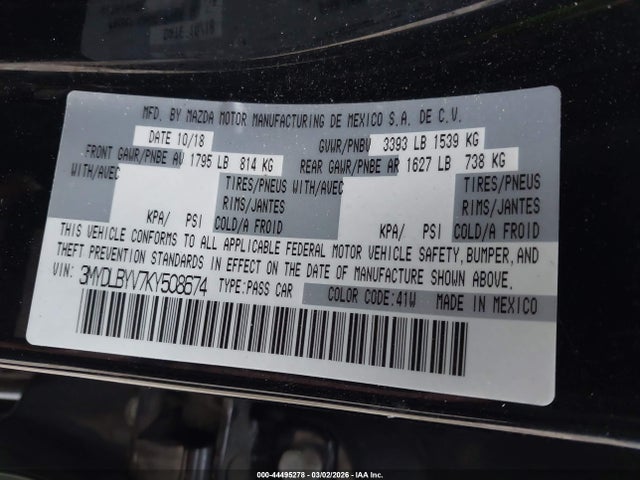 MFD. BY MAZDA MOTOR MANUFACTURING DE MEXICO S.A. DE C.V.
DATE 10/18 GVWR/PNBV 3393 LB 1539 KG
FRONT GAWR/PNBE AV 1795 LB 814 KG REAR GAWR/PNBE AR 1627 LB 738 KG
WITH/AVEC TIRES/PNEUS WITH/AVEC TIRES/PNEUS
RIMS/JANTES RIMS/JANTES
KPA/ PSI COLD/A FROID KPA/ PSI COLD/A FROID
THIS VEHICLE CONFORMS TO ALL APPLICABLE FEDERAL MOTOR VEHICLE SAFETY, BUMPER, AND
THEFT PREVENTION STANDARDS IN EFFECT ON THE DATE OF MANUFACTURE SHOWN ABOVE.
VIN: 3MYDLBYV7KY508674 TYPE:PASS CAR COLOR CODE:41W MADE IN MEXICO
000-44495278 - 03/02/2026 - IAA Inc.